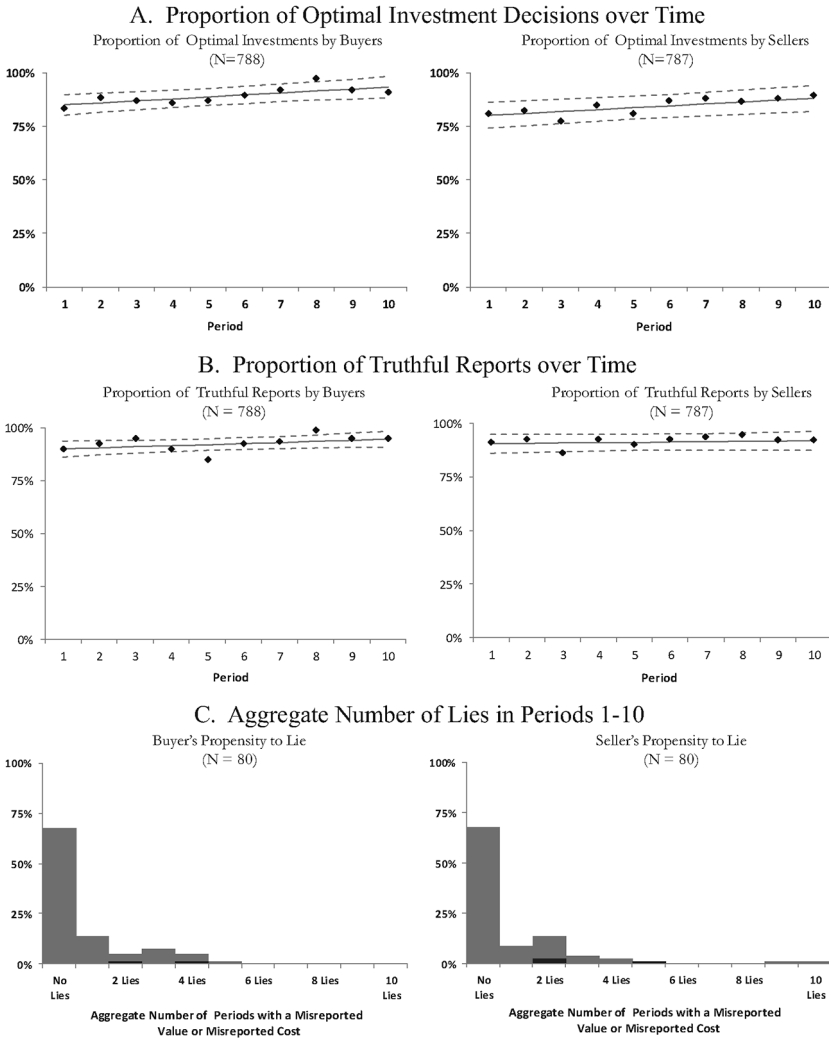 A. Proportion of Optimal Investment Decisions over Time
Proportion of Optimal Investments by Buyers
(N=788)
100%
75%
50%
25%
0%
1 2 3 4 5 6 7 8 9 10
Period
Proportion of Optimal Investments by Sellers
(N=787)
100%
75%
50%
25%
0%
1 2 3 4 5 6 7 8 9 10
Period
B. Proportion of Truthful Reports over Time
Proportion of Truthful Reports by Buyers
(N = 788)
100%
75%
50%
25%
0%
1 2 3 4 5 6 7 8 9 10
Period
Proportion of Truthful Reports by Sellers
(N = 787)
100%
75%
50%
25%
0%
1 2 3 4 5 6 7 8 9 10
Period
C. Aggregate Number of Lies in Periods 1-10
Buyer's Propensity to Lie
(N = 80)
100%
75%
50%
25%
0%
No 2 Lies 4 Lies 6 Lies 8 Lies 10
Lies Lies
Aggregate Number of Periods with a Misreported
Value or Misreported Cost
Seller's Propensity to Lie
(N = 80)
100%
75%
50%
25%
0%
No 2 Lies 4 Lies 6 Lies 8 Lies 10
Lies Lies
Aggregate Number of Periods with a Misreported
Value or Misreported Cost